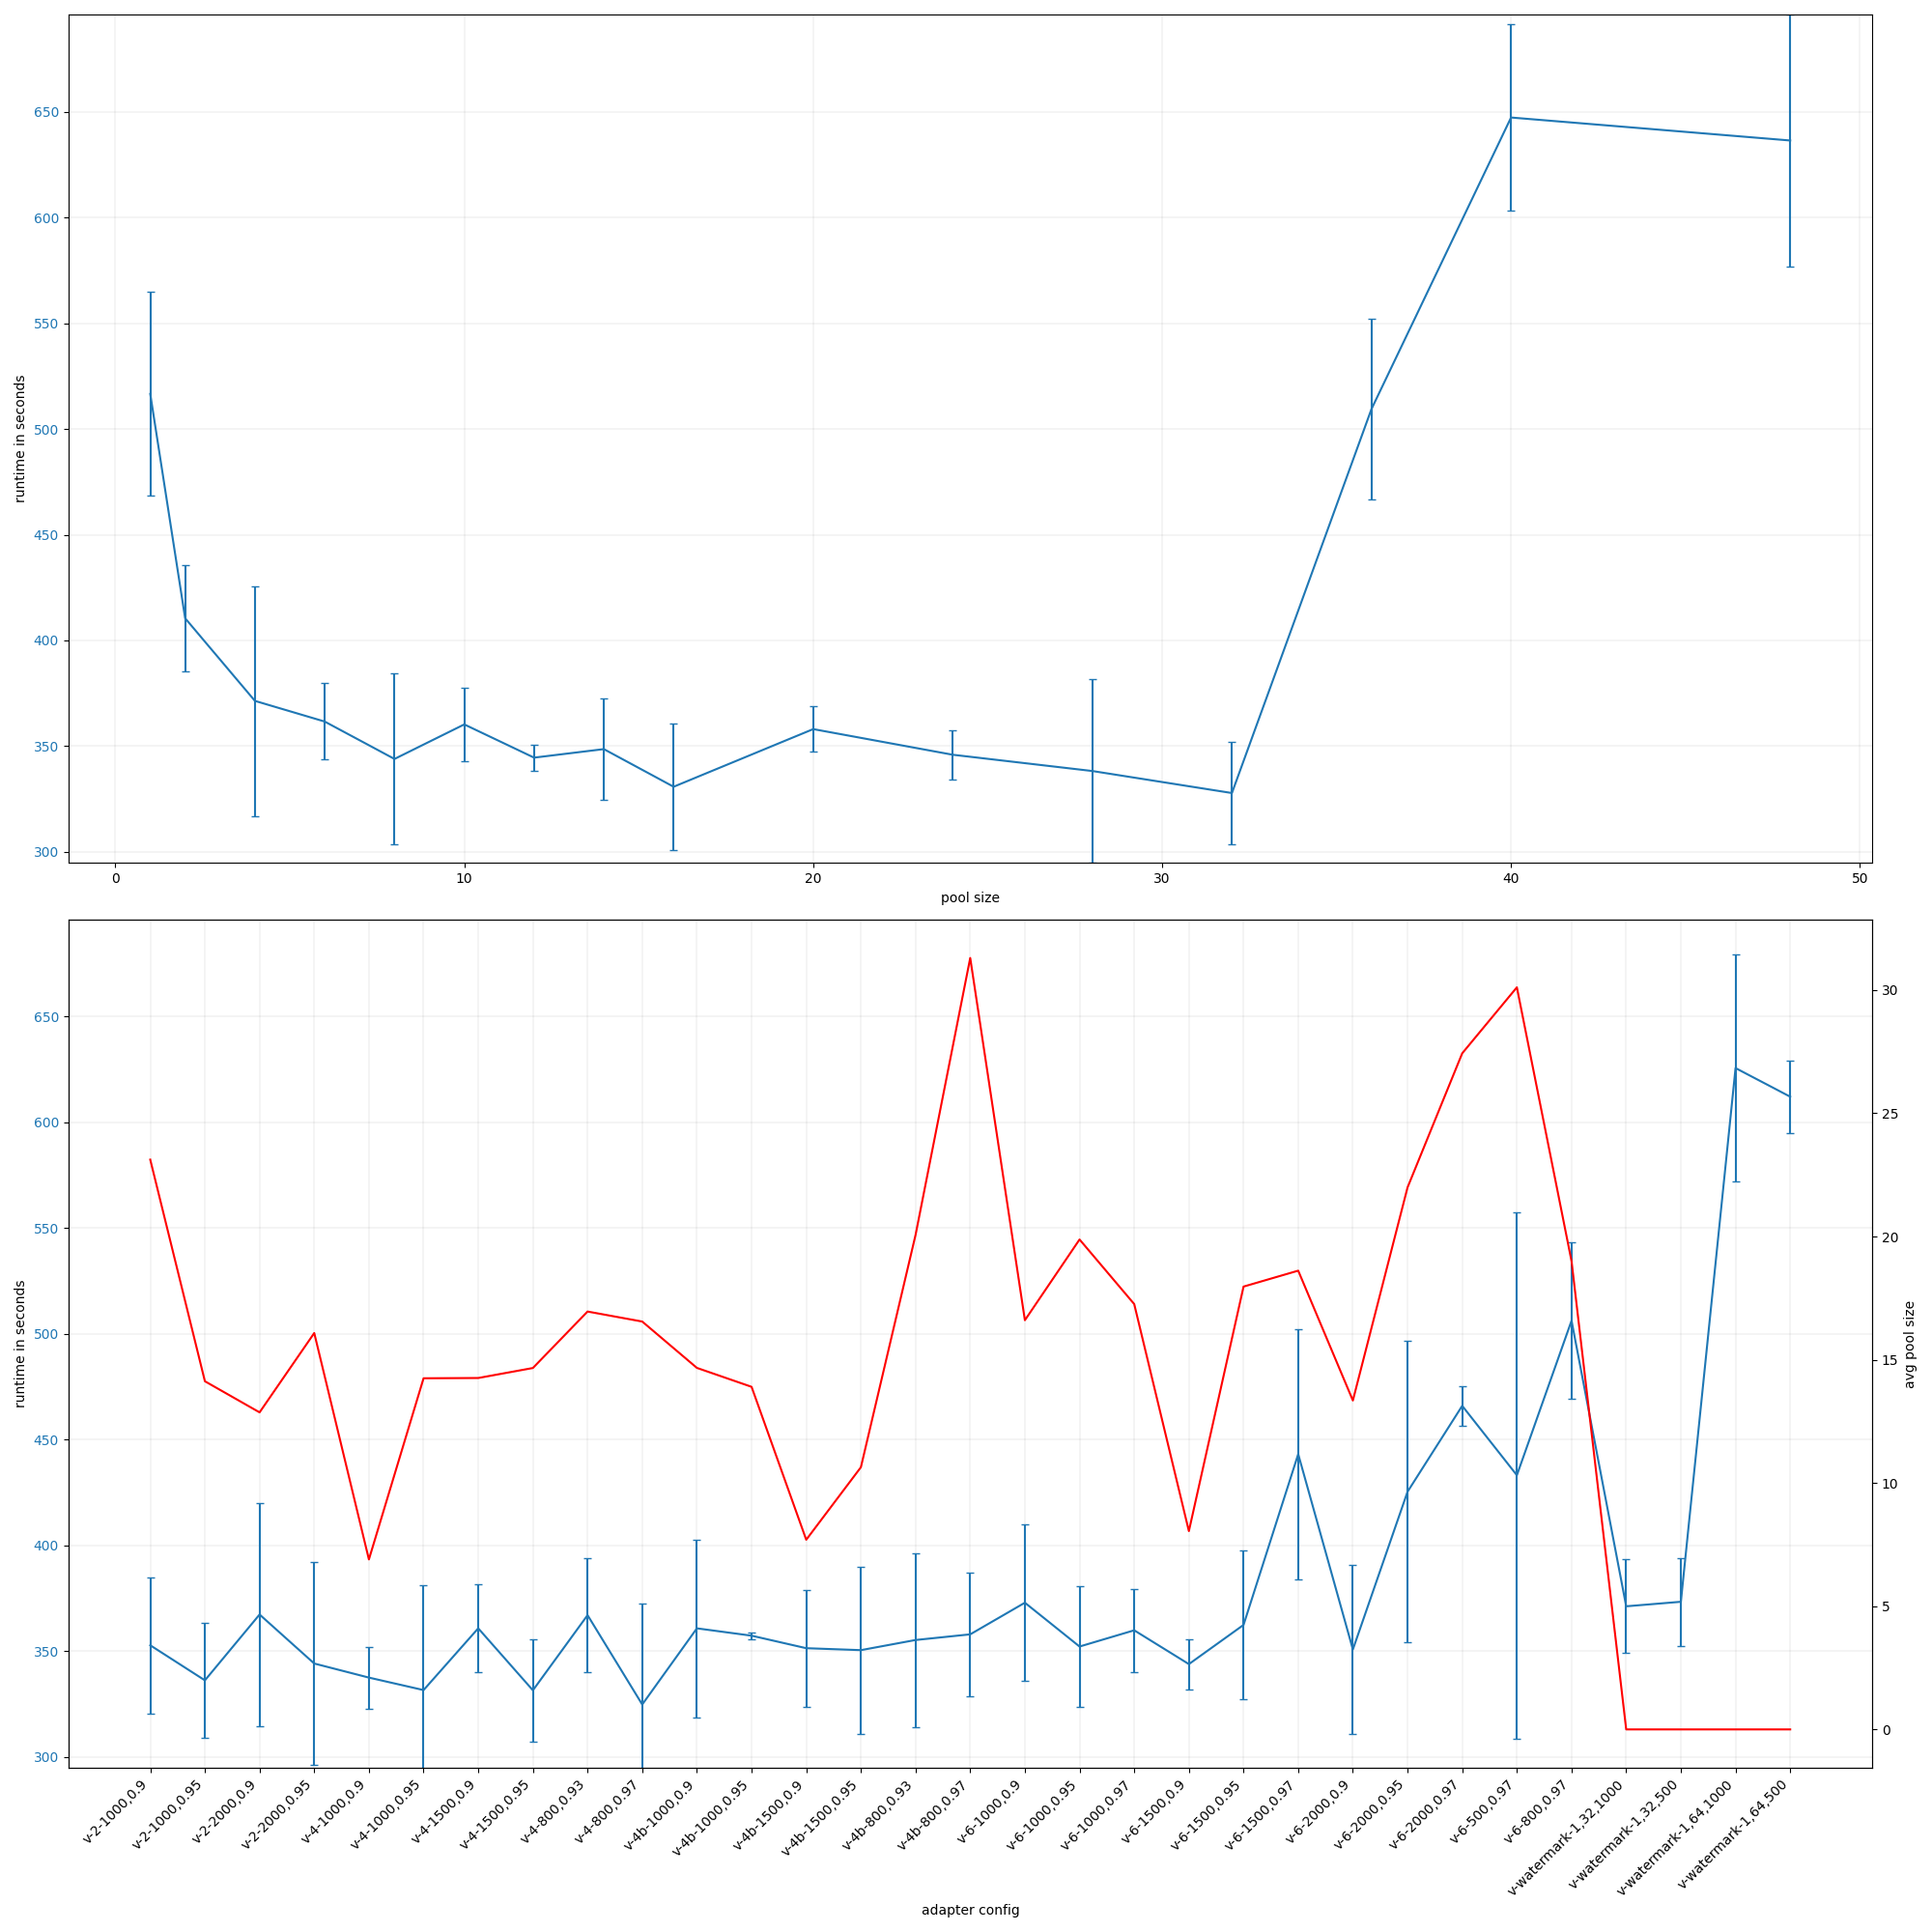 650
600
550
500
450
400
350
300
runtime in seconds
0 10 20 30 40 50
pool size
650
600
550
500
450
400
350
300
runtime in seconds
30
25
20
15
10
5
0
avg pool size
v-2-1000,0.9
v-2-1000,0.95
v-2-2000,0.9
v-2-2000,0.95
v-4-1000,0.9
v-4-1000,0.95
v-4-1500,0.9
v-4-1500,0.95
v-4-800,0.93
v-4-800,0.97
v-4b-1000,0.9
v-4b-1000,0.95
v-4b-1500,0.9
v-4b-1500,0.95
v-4b-800,0.93
v-4b-800,0.97
v-6-1000,0.9
v-6-1000,0.95
v-6-1000,0.97
v-6-1500,0.9
v-6-1500,0.95
v-6-1500,0.97
v-6-2000,0.9
v-6-2000,0.95
v-6-2000,0.97
v-6-500,0.97
v-6-800,0.97
v-watermark-1,32,1000
v-watermark-1,32,500
v-watermark-1,64,1000
v-watermark-1,64,500
adapter config